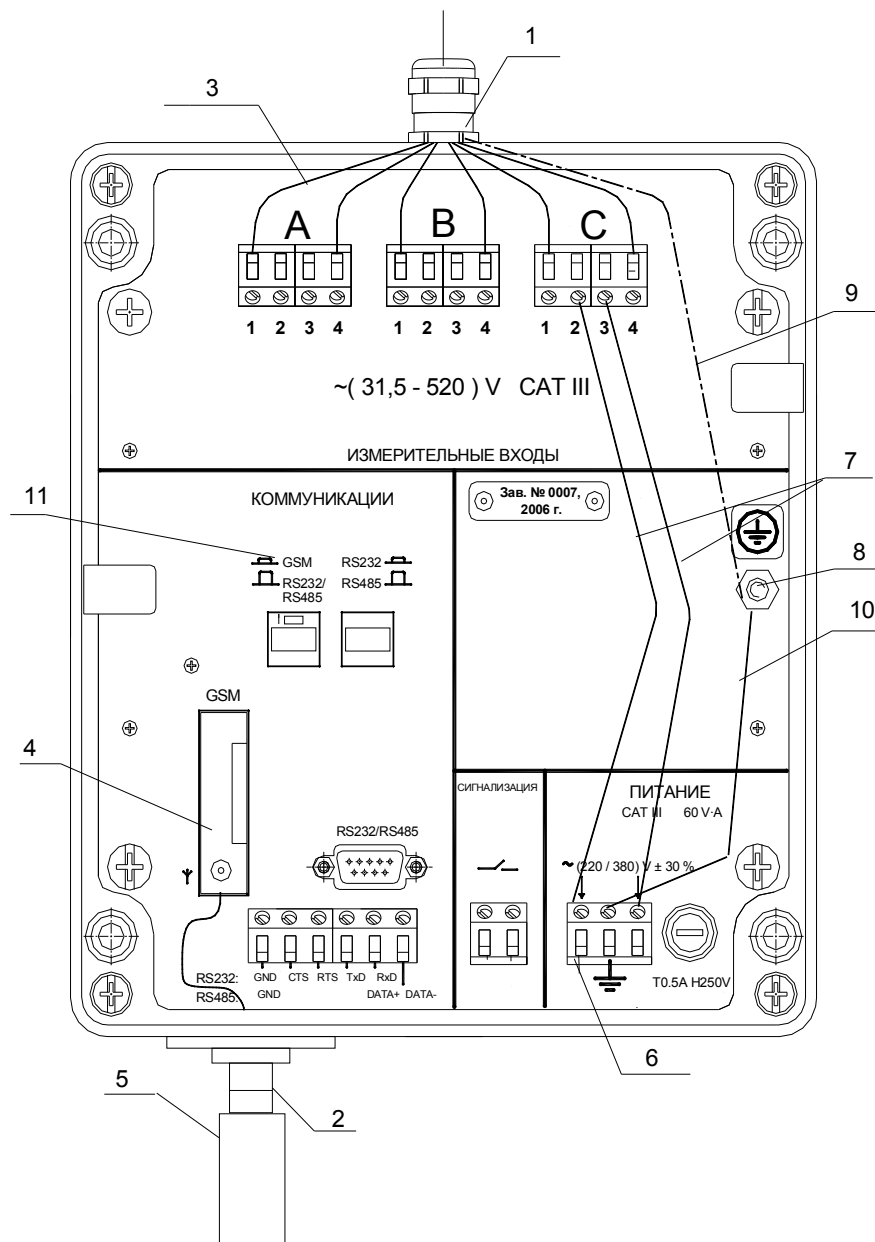 1
3
A B C
1 2 3 4 1 2 3 4 1 2 3 4
9
~( 31,5 - 520 ) V CAT III
ИЗМЕРИТЕЛЬНЫЕ ВХОДЫ
7
КОММУНИКАЦИИ
Зав. № 0007,
2006 г.
11
GSM RS232
RS232/ RS485
RS485
8
10
GSM
4
СИГНАЛИЗАЦИЯ
ПИТАНИЕ
CAT III 60 V·A
RS232/RS485
~ (220 / 380) V ± 30 %
RS232: GND CTS RTS TxD RxD
RS485: GND DATA+ DATA-
T0.5A H250V
6
5
2